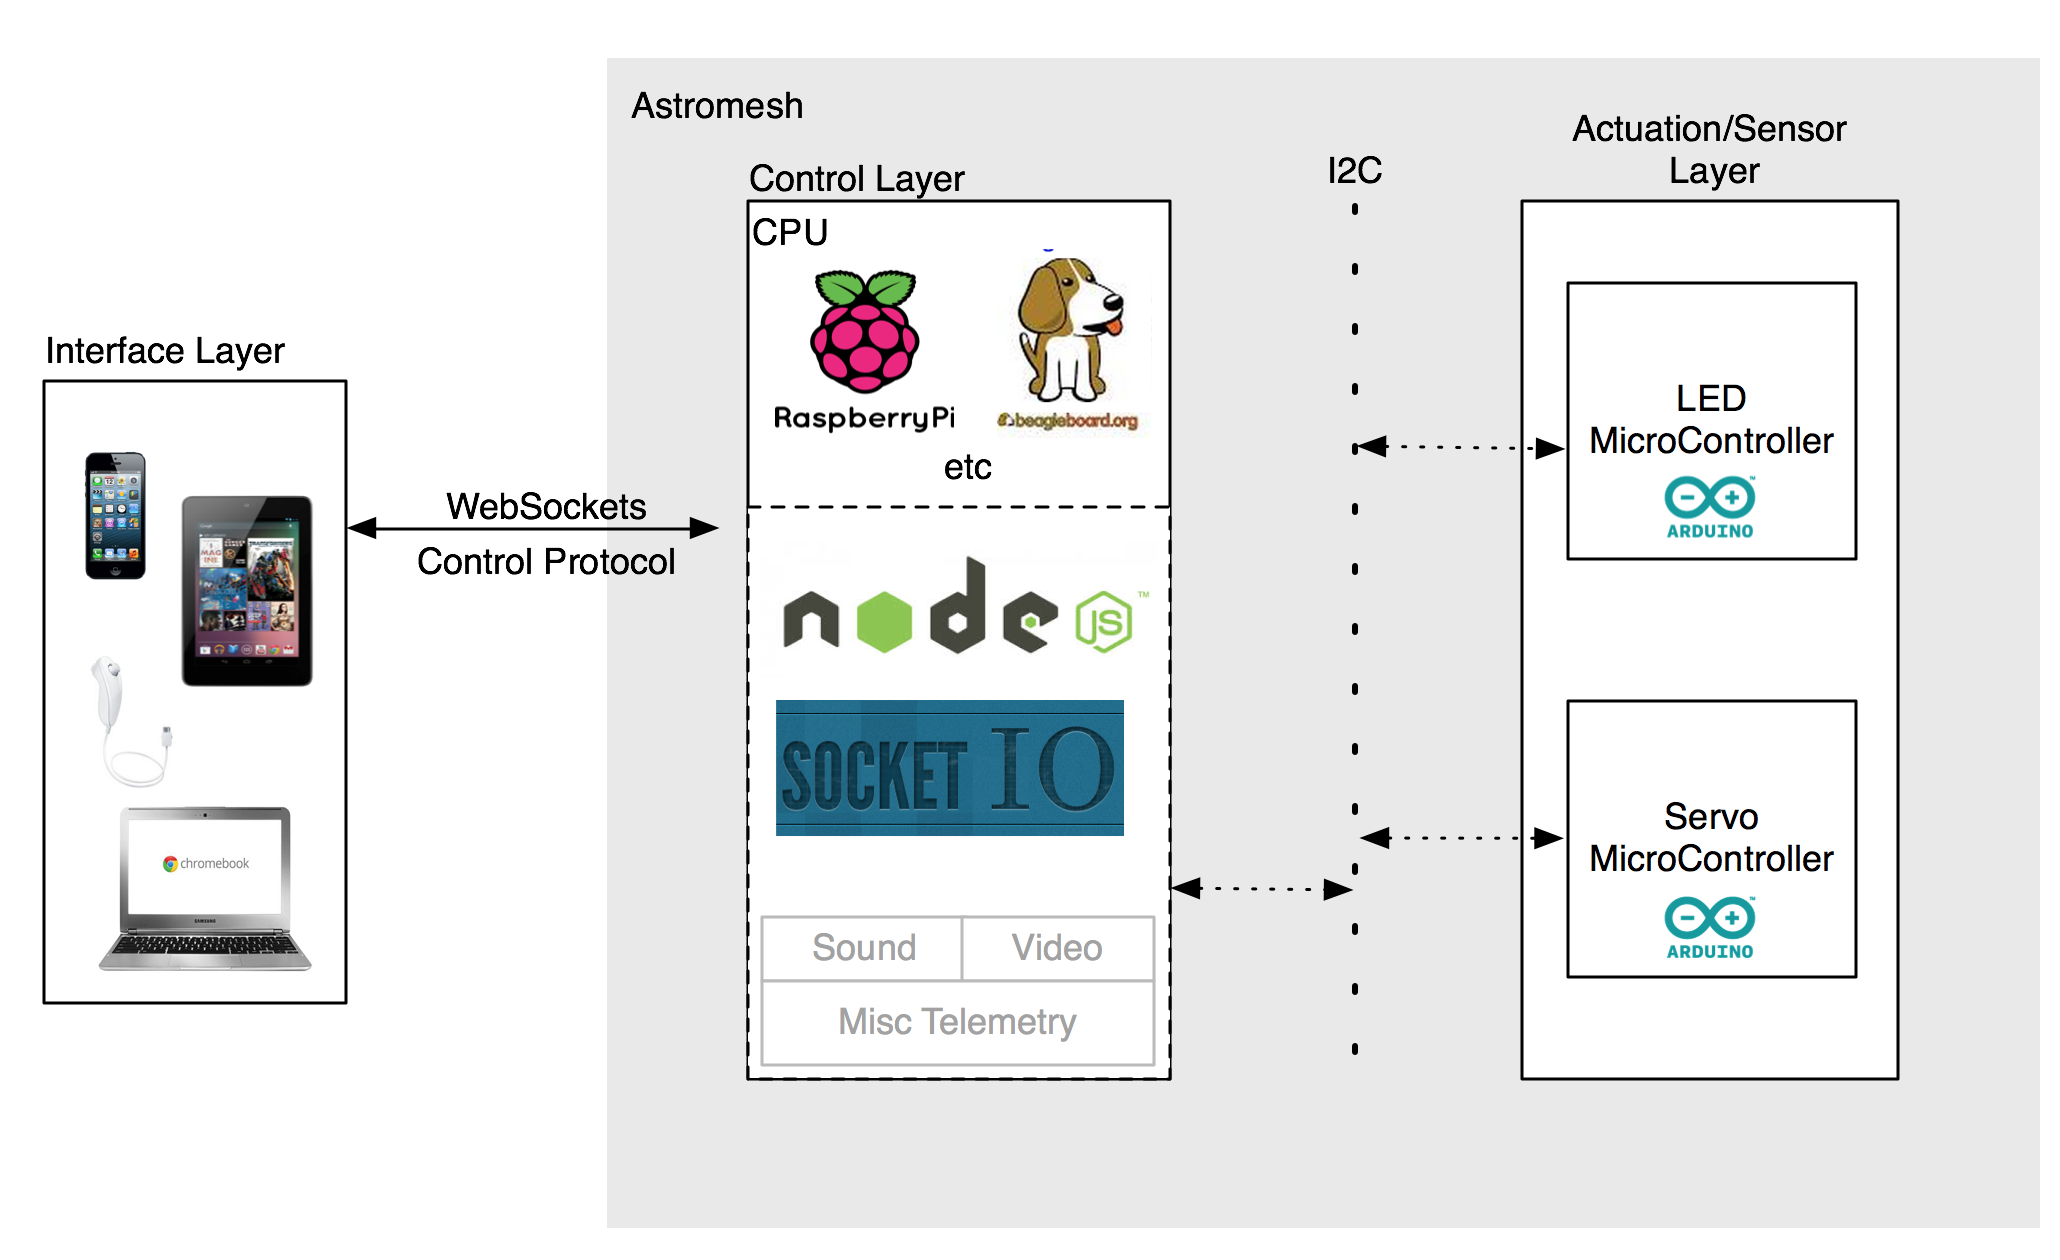 Astromesh
Actuation/Sensor
Layer
I2C
Control Layer
CPU
RaspberryPi
beagleboard.org
etc
Interface Layer
WebSockets
Control Protocol
node
JS
TM
SOCKET IO
chromebook
SAMSUNG
Sound
Video
Misc Telemetry
LED
MicroController
ARDUINO
Servo
MicroController
ARDUINO